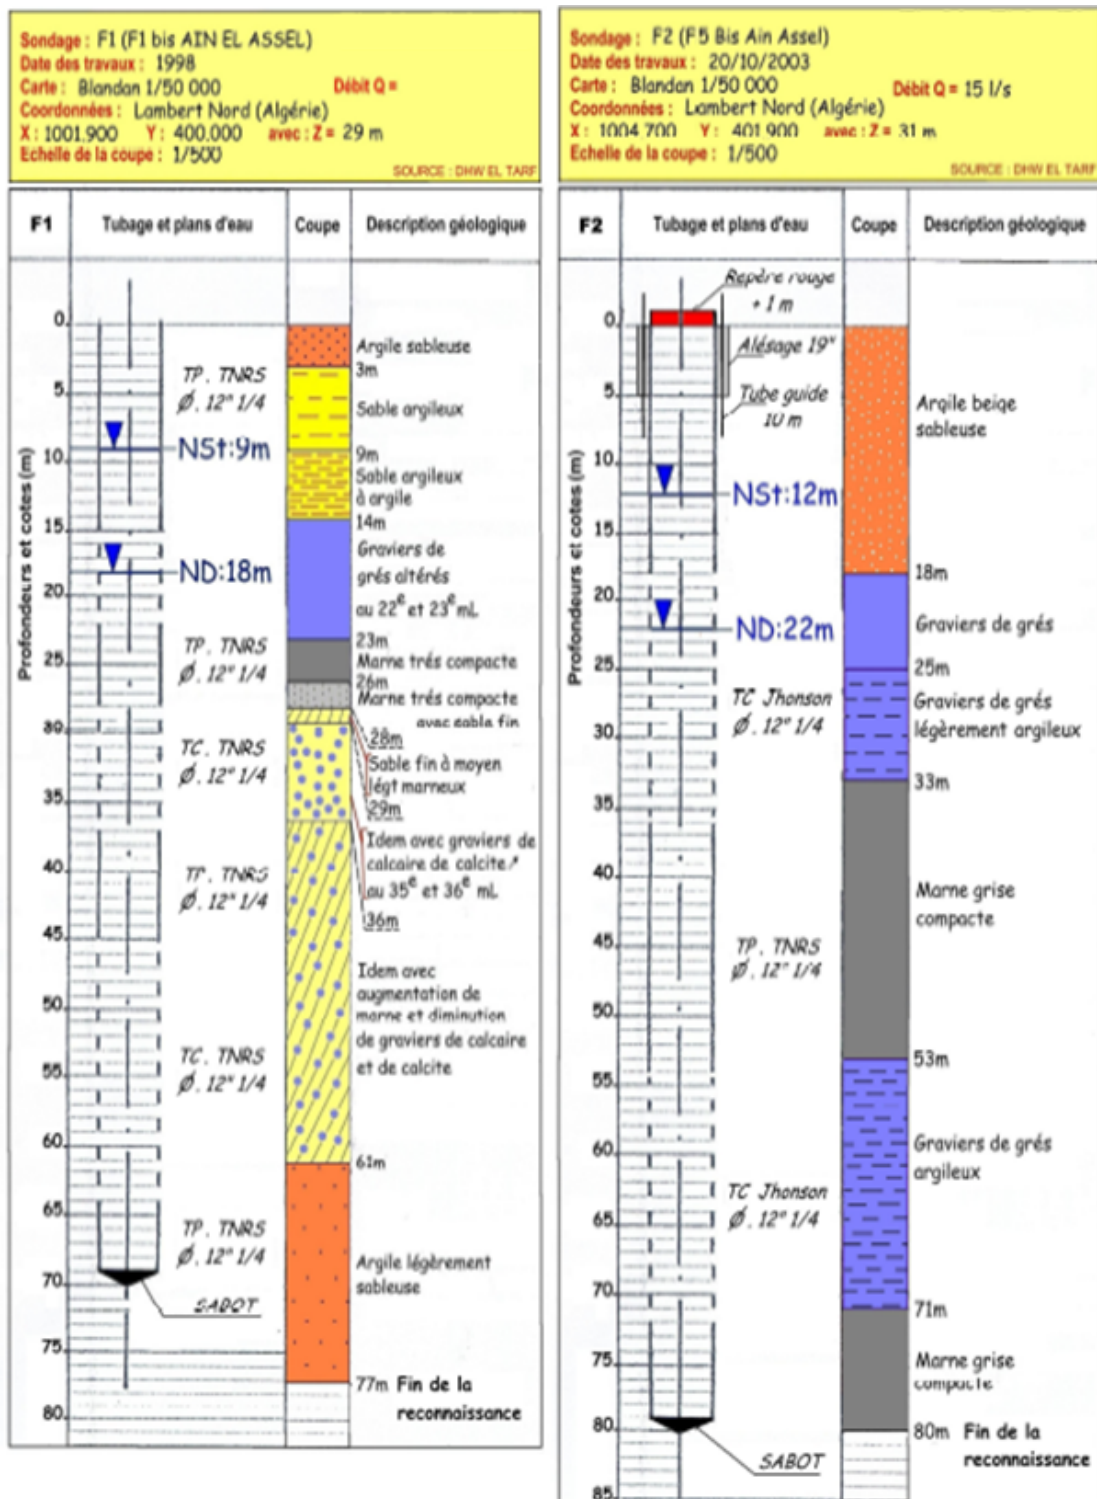 Sondage : F1 (F1 bis AIN EL ASSEL)
Date des travaux : 1998
Carte : Blandan 1/50 000 Débit Q =
Coordonnées : Lambert Nord (Algérie)
X : 1001.900 Y : 400.000 avec : Z = 29 m
Echelle de la coupe : 1/500
SOURCE : DHW EL TARF
F1 Tubage et plans d'eau Coupe Description géologique
Profondeurs et cotes (m)
0
5
10
15
20
25
30
35
40
45
50
55
60
65
70
75
80
TP. TNRS
Ø. 12" 1/4
NSt:9m
ND:18m
TP. TNRS
Ø. 12" 1/4
TC. TNRS
Ø. 12" 1/4
TP. TNRS
Ø. 12" 1/4
TC. TNRS
Ø. 12" 1/4
TP. TNRS
Ø. 12" 1/4
SABOT
Argile sableuse
3m
Sable argileux
9m
Sable argileux
à argile
14m
Graviers de
grés altérés
au 22e et 23e mL
23m
Marne trés compacte
26m
Marne trés compacte
avec sable fin
28m
Sable fin à moyen
légt marneux
29m
Idem avec graviers de
calcaire de calcite
au 35e et 36e mL
36m
Idem avec
augmentation de
marne et diminution
de graviers de calcaire
et de calcite
61m
Argile légèrement
sableuse
77m Fin de la
reconnaissance
Sondage : F2 (F5 Bis Ain Assel)
Date des travaux : 20/10/2003
Carte : Blandan 1/50 000 Débit Q = 15 l/s
Coordonnées : Lambert Nord (Algérie)
X : 1004.700 Y : 401.900 avec : Z = 31 m
Echelle de la coupe : 1/500
SOURCE : DHW EL TARF
F2 Tubage et plans d'eau Coupe Description géologique
Profondeurs et cotes (m)
0
5
10
15
20
25
30
35
40
45
50
55
60
65
70
75
80
85
Repère rouge
+ 1 m
Alésage 19"
Tube guide
10 m
NSt:12m
ND:22m
TC Jhonson
Ø. 12" 1/4
TP. TNRS
Ø. 12" 1/4
TC Jhonson
Ø. 12" 1/4
SABOT
Argile beige
sableuse
18m
Graviers de grés
25m
Graviers de grés
légèrement argileux
33m
Marne grise
compacte
53m
Graviers de grés
argileux
71m
Marne grise
compacte
80m Fin de la
reconnaissance